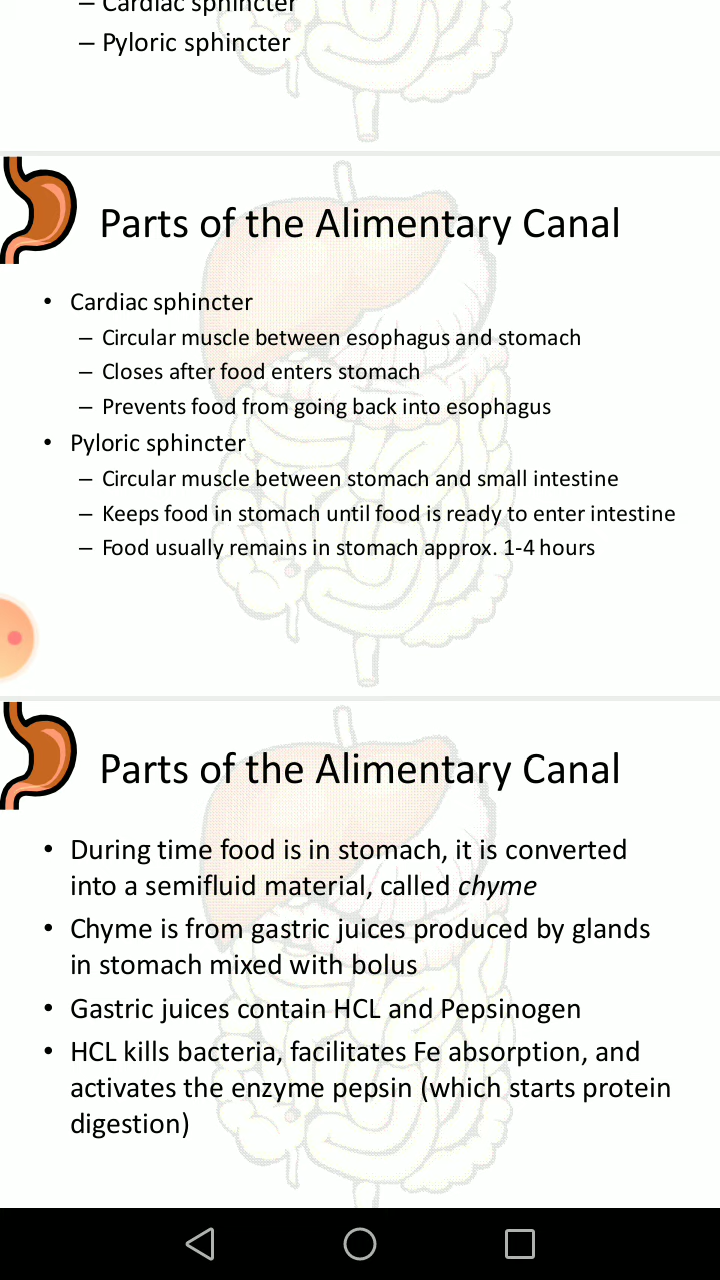 – Cardiac sphincter
– Pyloric sphincter
Parts of the Alimentary Canal
• Cardiac sphincter
– Circular muscle between esophagus and stomach
– Closes after food enters stomach
– Prevents food from going back into esophagus
• Pyloric sphincter
– Circular muscle between stomach and small intestine
– Keeps food in stomach until food is ready to enter intestine
– Food usually remains in stomach approx. 1-4 hours
Parts of the Alimentary Canal
• During time food is in stomach, it is converted
into a semifluid material, called chyme
• Chyme is from gastric juices produced by glands
in stomach mixed with bolus
• Gastric juices contain HCL and Pepsinogen
• HCL kills bacteria, facilitates Fe absorption, and
activates the enzyme pepsin (which starts protein
digestion)